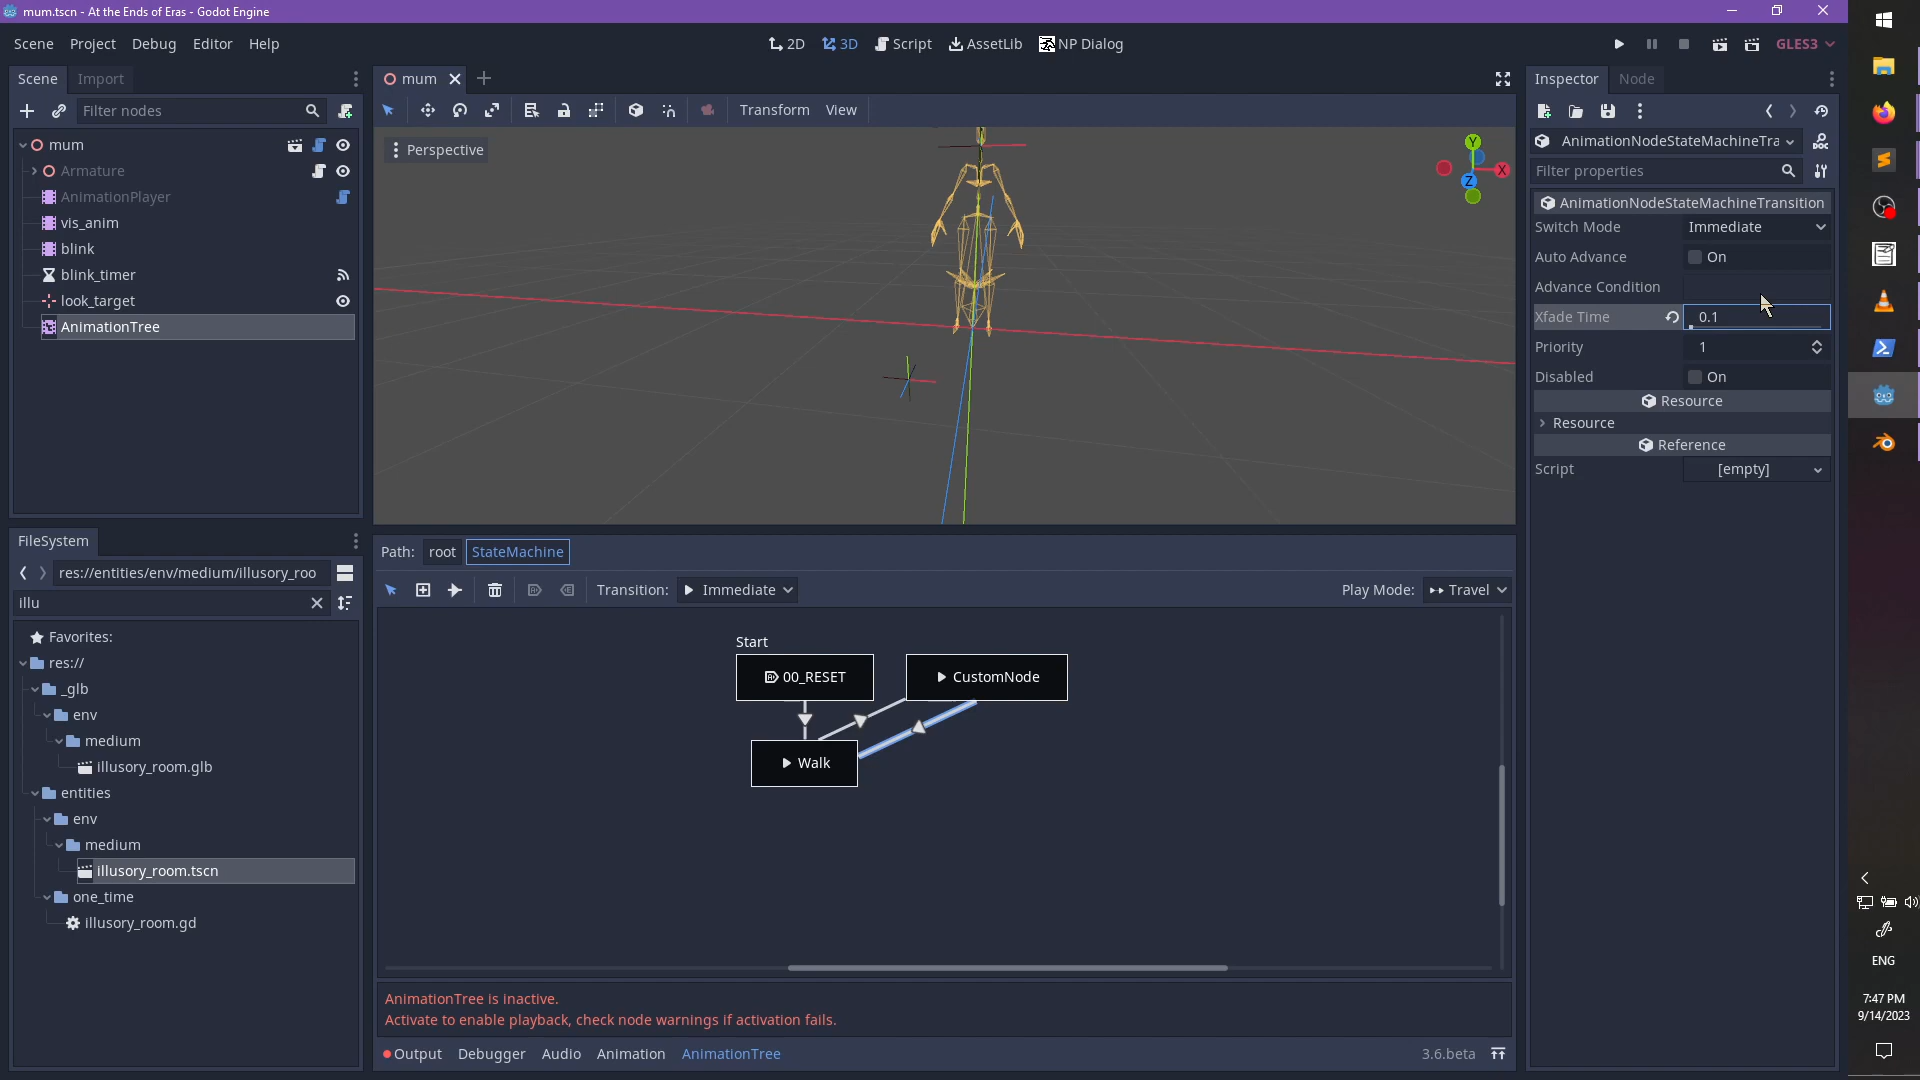 mum.tscn - At the Ends of Eras - Godot Engine
Scene Project Debug Editor Help
2D 3D Script AssetLib NP Dialog
GLES3
Scene Import
mum
Inspector Node
Filter nodes
Transform View
AnimationNodeStateMachineTra
Filter properties
mum
Armature
AnimationPlayer
vis_anim
blink
blink_timer
look_target
AnimationTree
Perspective
Y
X
Z
AnimationNodeStateMachineTransition
Switch Mode Immediate
Auto Advance On
Advance Condition
Xfade Time 0.1
Priority 1
Disabled On
Resource
Resource
Reference
Script [empty]
FileSystem
res://entities/env/medium/illusory_roo
illu
Favorites:
res://
_glb
env
medium
illusory_room.glb
entities
env
medium
illusory_room.tscn
one_time
illusory_room.gd
Path: root StateMachine
Transition: Immediate
Play Mode: Travel
Start
00_RESET
CustomNode
Walk
AnimationTree is inactive.
Activate to enable playback, check node warnings if activation fails.
Output Debugger Audio Animation AnimationTree
3.6.beta
ENG
7:47 PM
9/14/2023